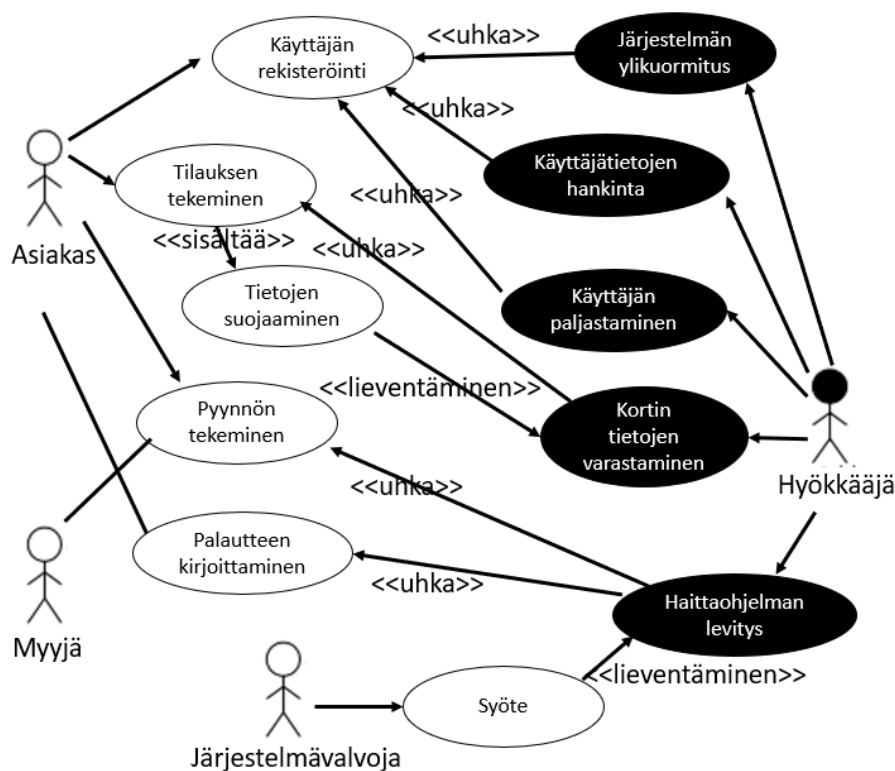 Käyttäjän
rekisteröinti
<<uhka>>
Järjestelmän
ylikuormitus
<<uhka>>
Tilauksen
tekeminen
Käyttäjätietojen
hankinta
<<uhka>>
Asiakas
<<sisältää>>
<<uhka>>
Tietojen
suojaaminen
Käyttäjän
paljastaminen
<<lieventäminen>>
Pyynnön
tekeminen
Kortin
tietojen
varastaminen
Hyökkääjä
<<uhka>>
Palautteen
kirjoittaminen
<<uhka>>
Haittaohjelman
levitys
Myyjä
<<lieventäminen>>
Syöte
Järjestelmävalvoja